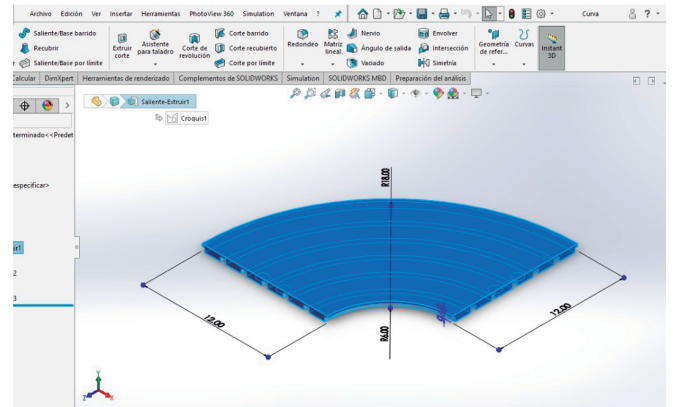 Archivo Edición Ver Insertar Herramientas PhotoView 360 Simulation Ventana ? Curva ?
Saliente/Base barrido
Recubrir
Saliente/Base por límite
Extruir corte
Asistente para taladro
Corte de revolución
Corte barrido
Corte recubierto
Corte por límite
Redondeo
Matriz lineal
Nervio
Ángulo de salida
Vaciado
Envolver
Intersección
Simetría
Geometría de refer...
Curvas
Instant 3D
Calcular DimXpert Herramientas de renderizado Complementos de SOLIDWORKS Simulation SOLIDWORKS MBD Preparación del análisis
Saliente-Extruir1
Croquis1
terminado<<Predet
especificar>
ir1
2
3
R18.00
12.00
R6.00
12.00
Y
Z
X